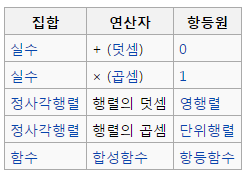 집합 연산자 항등원
실수 + (덧셈) 0
실수 × (곱셈) 1
정사각행렬 행렬의 덧셈 영행렬
정사각행렬 행렬의 곱셈 단위행렬
함수 합성함수 항등함수